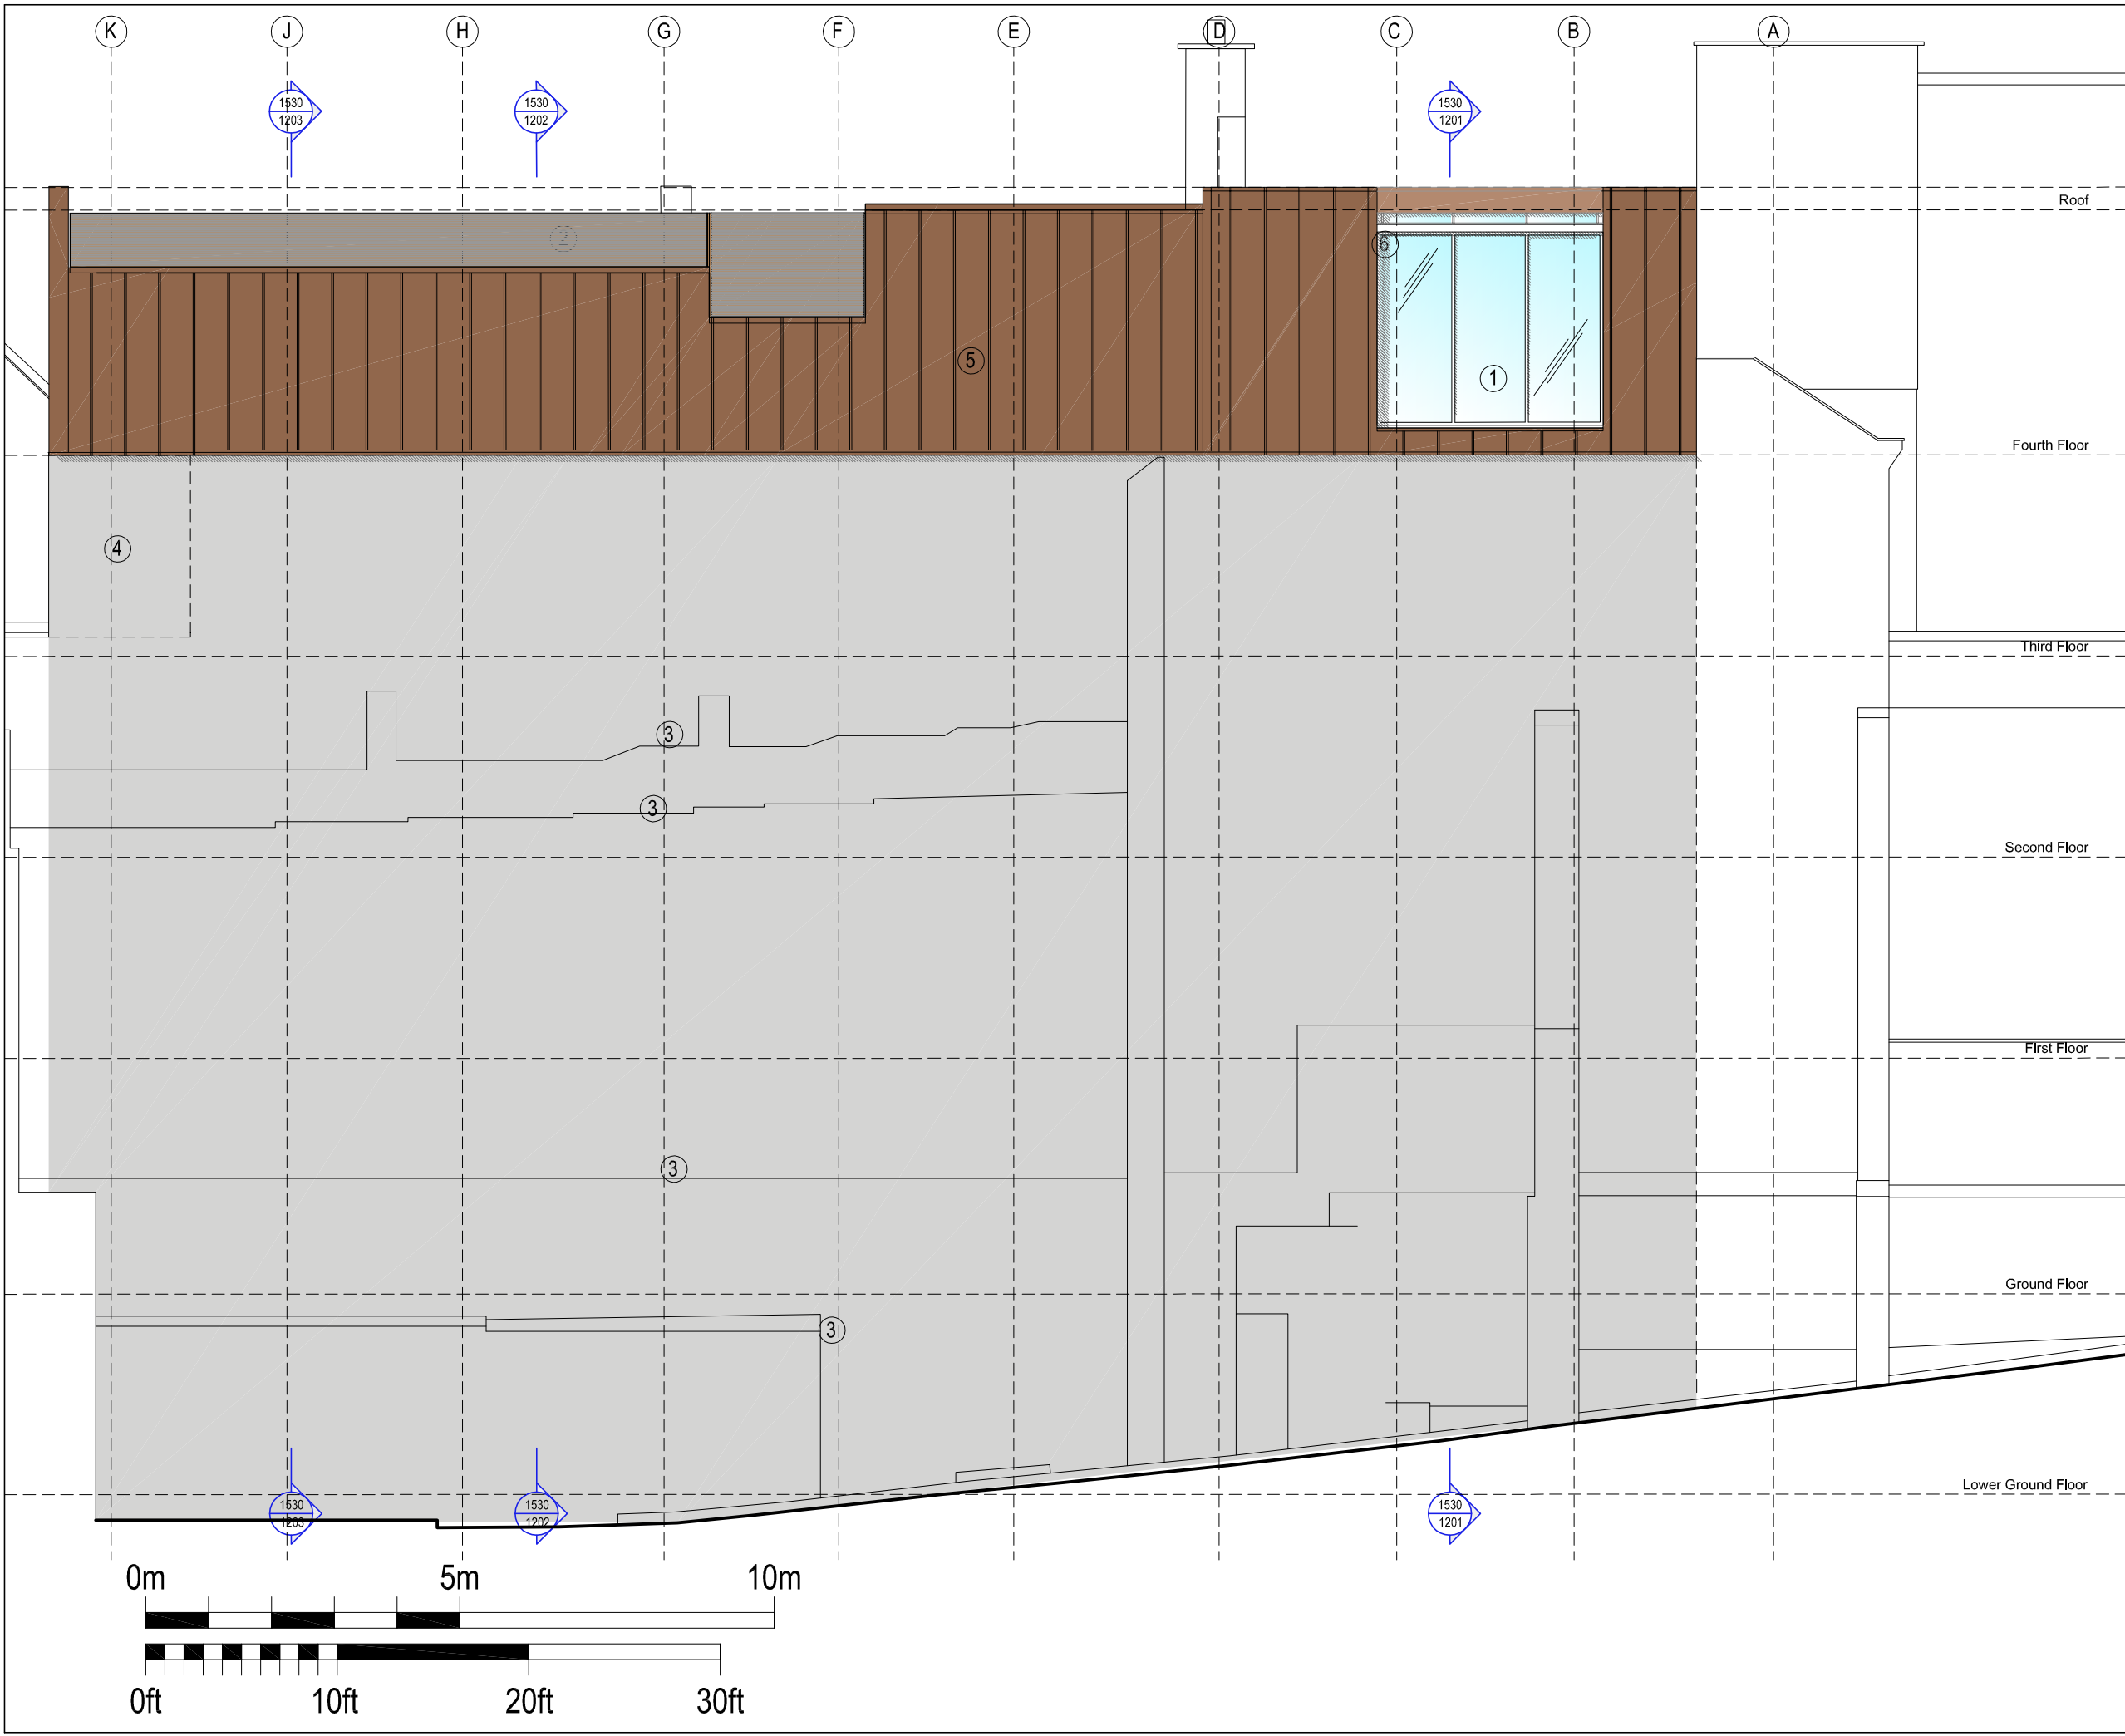 K J H G F E D C B A
1530 1530 1530
1203 1202 1201
Roof
2
6
5
1
Fourth Floor
4
Third Floor
3
3
Second Floor
First Floor
3
Ground Floor
3
Lower Ground Floor
1530 1530 1530
1203 1202 1201
0m 5m 10m
0ft 10ft 20ft 30ft